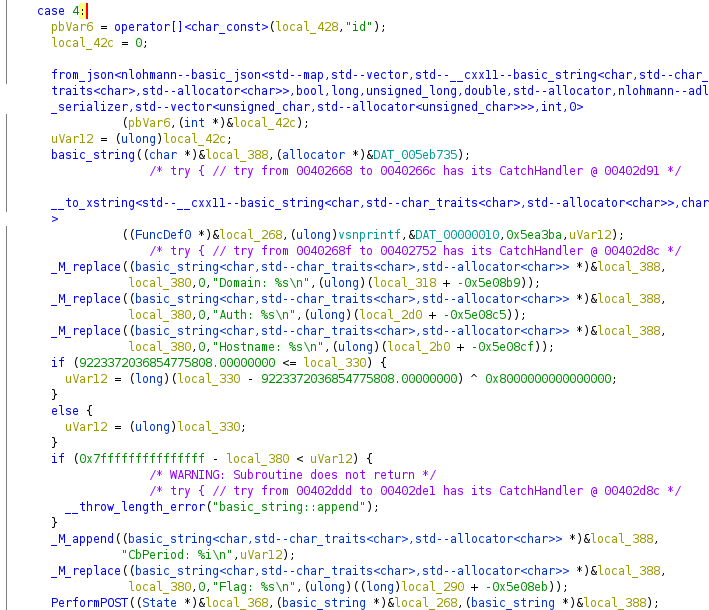 case 4:
pbVar6 = operator[]<char_const>(local_428,"id");
local_42c = 0;
from_json<nlohmann--basic_json<std--map,std--vector,std--__cxx11--basic_string<char,std--char_
traits<char>,std--allocator<char>>,bool,long,unsigned_long,double,std--allocator,nlohmann--adl
_serializer,std--vector<unsigned_char,std--allocator<unsigned_char>>>,int,0>
(pbVar6,(int *)&local_42c);
uVar12 = (ulong)local_42c;
basic_string((char *)&local_388,(allocator *)&DAT_005eb735);
/* try { // try from 00402668 to 0040266c has its CatchHandler @ 00402d91 */
__to_xstring<std--__cxx11--basic_string<char,std--char_traits<char>,std--allocator<char>>,char
>
((FuncDef0 *)&local_268,(ulong)vsnprintf,&DAT_00000010,0x5ea3ba,uVar12);
/* try { // try from 0040268f to 00402752 has its CatchHandler @ 00402d8c */
_M_replace((basic_string<char,std--char_traits<char>,std--allocator<char>> *)&local_388,
local_380,0,"Domain: %s\n",(ulong)(local_318 + -0x5e08b9));
_M_replace((basic_string<char,std--char_traits<char>,std--allocator<char>> *)&local_388,
local_380,0,"Auth: %s\n",(ulong)(local_2d0 + -0x5e08c5));
_M_replace((basic_string<char,std--char_traits<char>,std--allocator<char>> *)&local_388,
local_380,0,"Hostname: %s\n",(ulong)(local_2b0 + -0x5e08cf));
if (9223372036854775808.00000000 <= local_330) {
uVar12 = (long)(local_330 - 9223372036854775808.00000000) ^ 0x8000000000000000;
}
else {
uVar12 = (ulong)local_330;
}
if (0x7fffffffffffffff - local_380 < uVar12) {
/* WARNING: Subroutine does not return */
/* try { // try from 00402ddd to 00402de1 has its CatchHandler @ 00402d8c */
__throw_length_error("basic_string::append");
}
_M_append((basic_string<char,std--char_traits<char>,std--allocator<char>> *)&local_388,
"CbPeriod: %i\n",uVar12);
_M_replace((basic_string<char,std--char_traits<char>,std--allocator<char>> *)&local_388,
local_380,0,"Flag: %s\n",(ulong)((long)local_290 + -0x5e08eb));
PerformPOST((State *)&local_368,(basic_string *)&local_268,(basic_string *)&local_388);